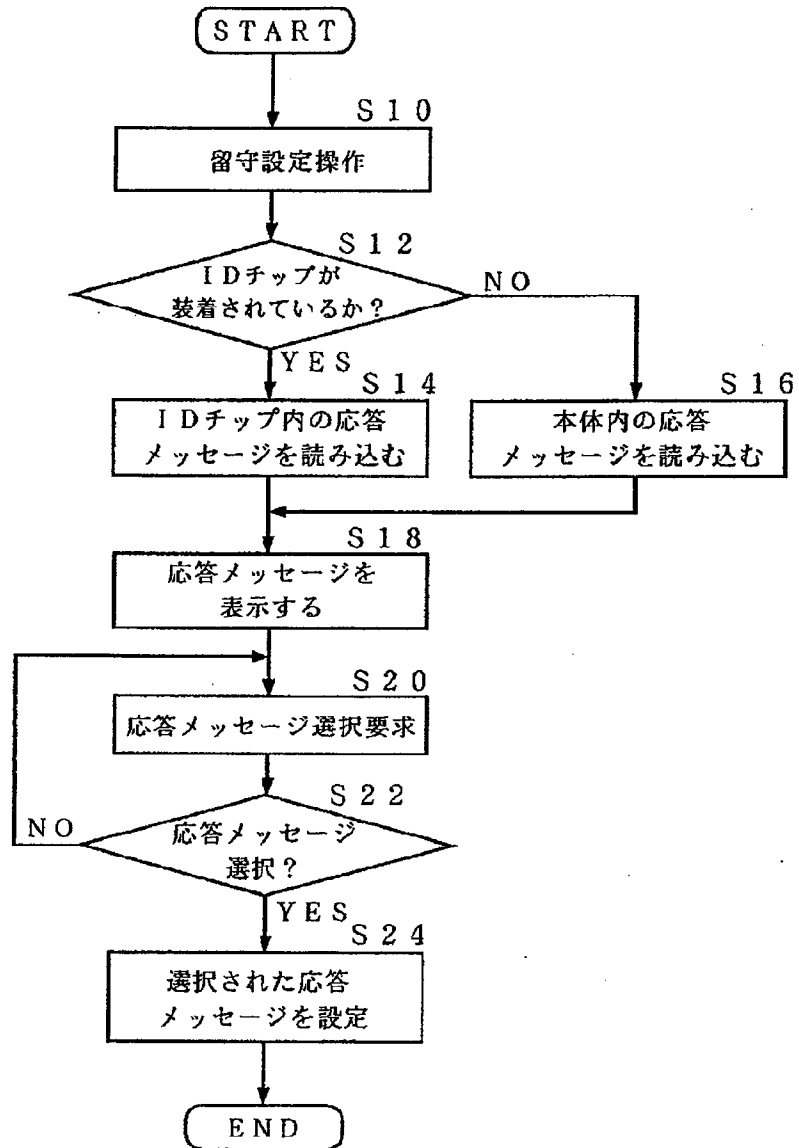 START
S10
留守設定操作
S12
IDチップが
装着されているか?
NO
YES
S14
IDチップ内の応答
メッセージを読み込む
S16
本体内の応答
メッセージを読み込む
S18
応答メッセージを
表示する
S20
応答メッセージ選択要求
S22
応答メッセージ
選択?
NO
YES
S24
選択された応答
メッセージを設定
END